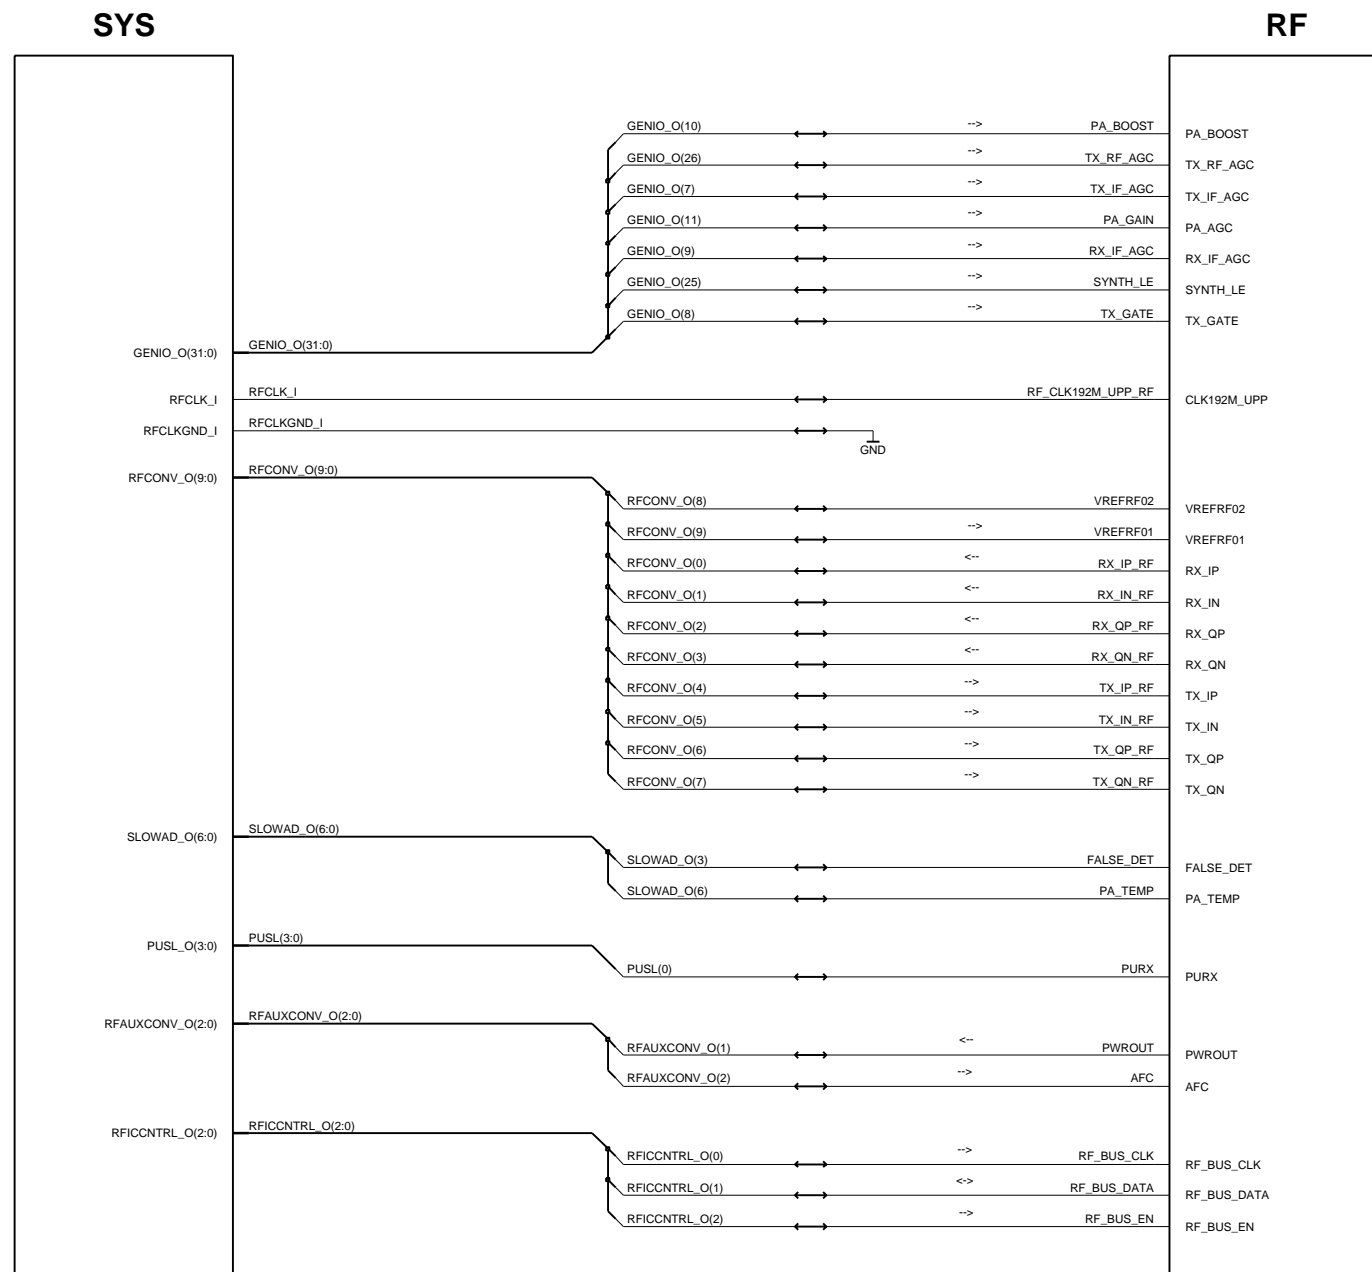 SYS RF
GENIO_O(10) --> PA_BOOST PA_BOOST
GENIO_O(26) --> TX_RF_AGC TX_RF_AGC
GENIO_O(7) --> TX_IF_AGC TX_IF_AGC
GENIO_O(11) --> PA_GAIN PA_AGC
GENIO_O(9) --> RX_IF_AGC RX_IF_AGC
GENIO_O(25) --> SYNTH_LE SYNTH_LE
GENIO_O(8) --> TX_GATE TX_GATE
GENIO_O(31:0) GENIO_O(31:0)
RFCLK_I RFCLK_I RF_CLK192M_UPP_RF CLK192M_UPP
RFCLKGND_I RFCLKGND_I
GND
RFCONV_O(9:0) RFCONV_O(9:0)
RFCONV_O(8) VREFRF02 VREFRF02
RFCONV_O(9) --> VREFRF01 VREFRF01
RFCONV_O(0) <-- RX_IP_RF RX_IP
RFCONV_O(1) <-- RX_IN_RF RX_IN
RFCONV_O(2) <-- RX_QP_RF RX_QP
RFCONV_O(3) <-- RX_QN_RF RX_QN
RFCONV_O(4) --> TX_IP_RF TX_IP
RFCONV_O(5) --> TX_IN_RF TX_IN
RFCONV_O(6) --> TX_QP_RF TX_QP
RFCONV_O(7) --> TX_QN_RF TX_QN
SLOWAD_O(6:0) SLOWAD_O(6:0)
SLOWAD_O(3) FALSE_DET FALSE_DET
SLOWAD_O(6) PA_TEMP PA_TEMP
PUSL_O(3:0) PUSL(3:0)
PUSL(0) PURX PURX
RFAUXCONV_O(2:0) RFAUXCONV_O(2:0)
RFAUXCONV_O(1) <-- PWROUT PWROUT
RFAUXCONV_O(2) --> AFC AFC
RFICCNTRL_O(2:0) RFICCNTRL_O(2:0)
RFICCNTRL_O(0) --> RF_BUS_CLK RF_BUS_CLK
RFICCNTRL_O(1) <-> RF_BUS_DATA RF_BUS_DATA
RFICCNTRL_O(2) --> RF_BUS_EN RF_BUS_EN